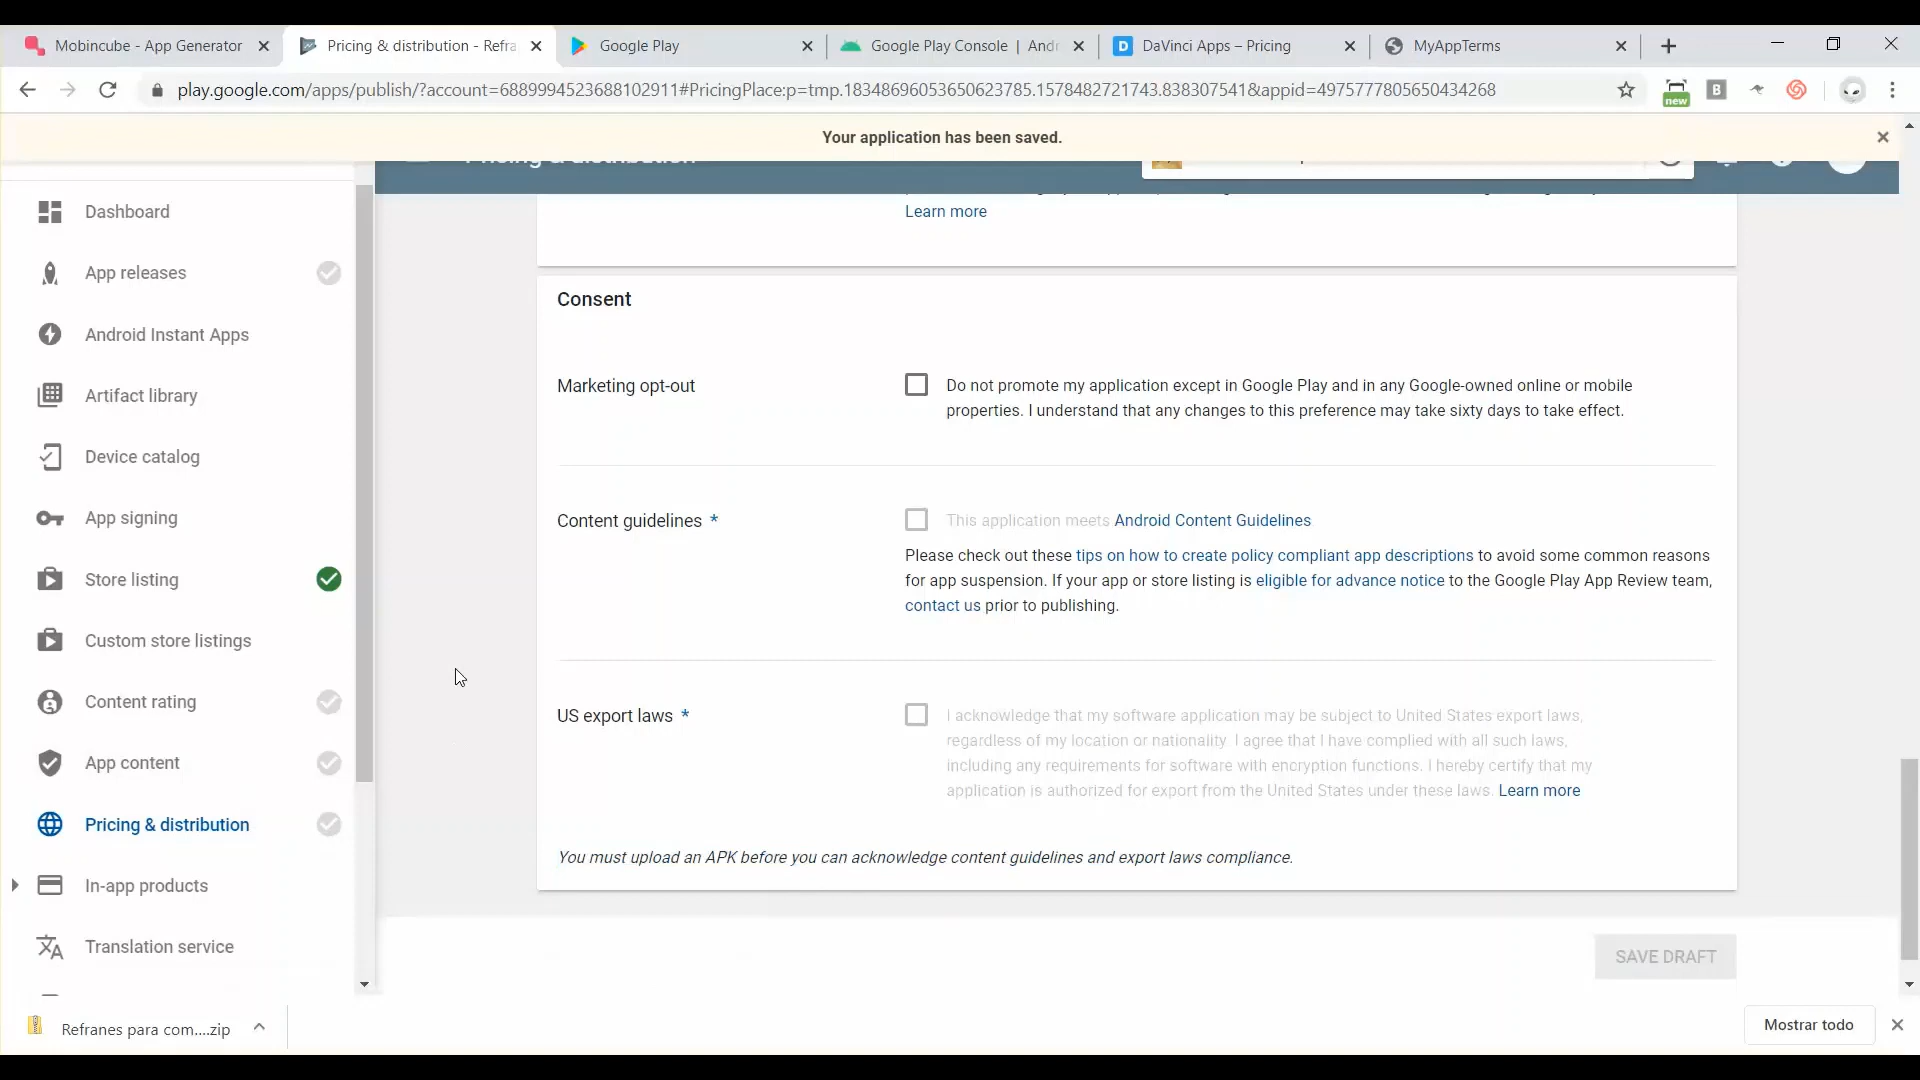 Mobincube - App Generator
Pricing & distribution - Refra
Google Play
Google Play Console | Andr
DaVinci Apps – Pricing
MyAppTerms
play.google.com/apps/publish/?account=6889994523688102911#PricingPlace:p=tmp.18348696053650623785.1578482721743.838307541&appid=4975777805650434268
new
B
Your application has been saved.
Pricing & distribution
Learn more
Dashboard
App releases
Android Instant Apps
Artifact library
Device catalog
App signing
Store listing
Custom store listings
Content rating
App content
Pricing & distribution
In-app products
Translation service
Consent
Marketing opt-out
Do not promote my application except in Google Play and in any Google-owned online or mobile
properties. I understand that any changes to this preference may take sixty days to take effect.
Content guidelines *
This application meets Android Content Guidelines
Please check out these tips on how to create policy compliant app descriptions to avoid some common reasons
for app suspension. If your app or store listing is eligible for advance notice to the Google Play App Review team,
contact us prior to publishing.
US export laws *
I acknowledge that my software application may be subject to United States export laws,
regardless of my location or nationality. I agree that I have complied with all such laws,
including any requirements for software with encryption functions. I hereby certify that my
application is authorized for export from the United States under these laws. Learn more
You must upload an APK before you can acknowledge content guidelines and export laws compliance.
SAVE DRAFT
Refranes para com....zip
Mostrar todo